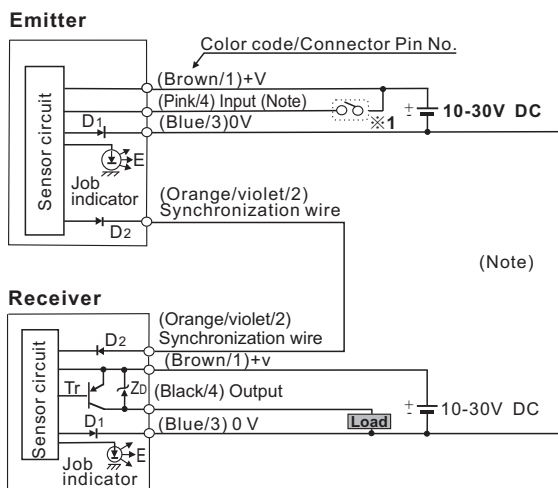 Emitter
Color code/Connector Pin No.
(Brown/1)+V
(Pink/4) Input (Note)
※1
+
-
10-30V DC
D1
(Blue/3)0V
Sensor circuit
E
Job
indicator
(Orange/violet/2)
Synchronization wire
D2
(Note)
Receiver
(Orange/violet/2)
Synchronization wire
D2
(Brown/1)+v
Sensor circuit
Tr
ZD
(Black/4) Output
+
-
10-30V DC
Load
D1
(Blue/3) 0 V
E
Job
indicator